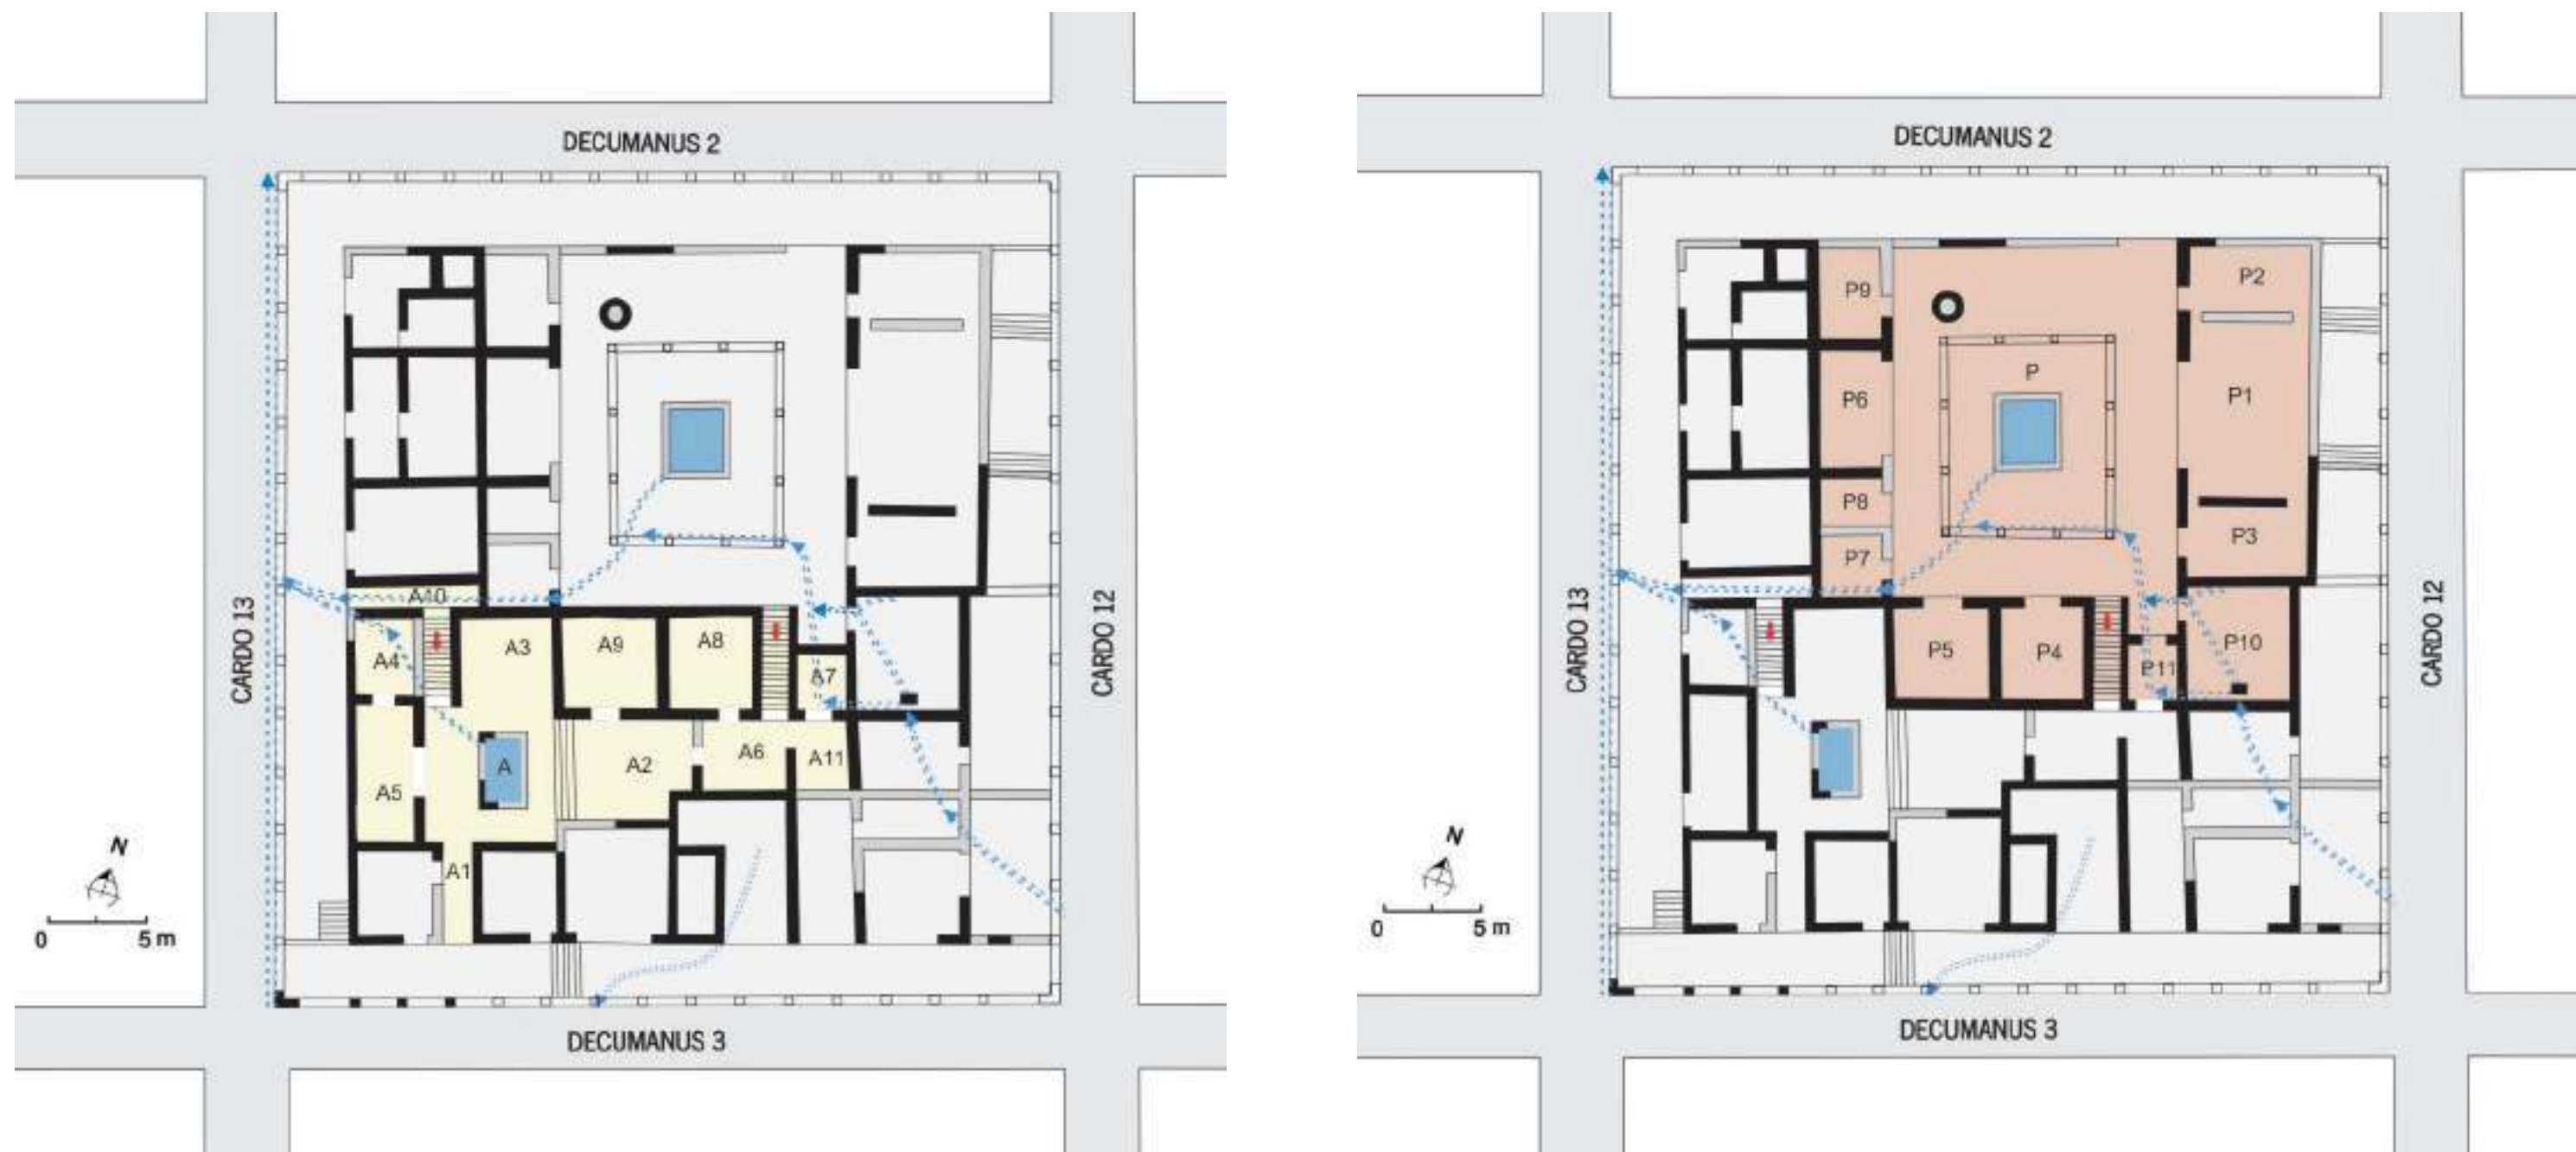 DECUMANUS 2
A10
A4
A3
A9
A8
A7
A
A2
A6
A11
A5
A1
CARDO 13
CARDO 12
N
0 5 m
DECUMANUS 3
DECUMANUS 2
P9
P2
P
P6
P1
P8
P3
P7
P5
P4
P11
P10
CARDO 13
CARDO 12
N
0 5 m
DECUMANUS 3